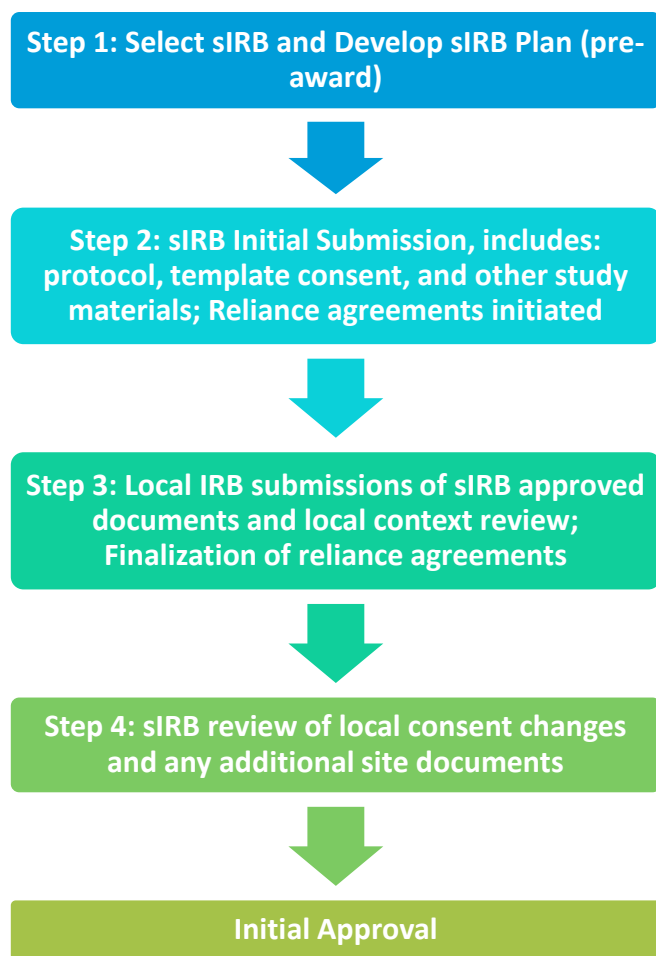 Step 1: Select sIRB and Develop sIRB Plan (pre-
award)
Step 2: sIRB Initial Submission, includes:
protocol, template consent, and other study
materials; Reliance agreements initiated
Step 3: Local IRB submissions of sIRB approved
documents and local context review;
Finalization of reliance agreements
Step 4: sIRB review of local consent changes
and any additional site documents
Initial Approval